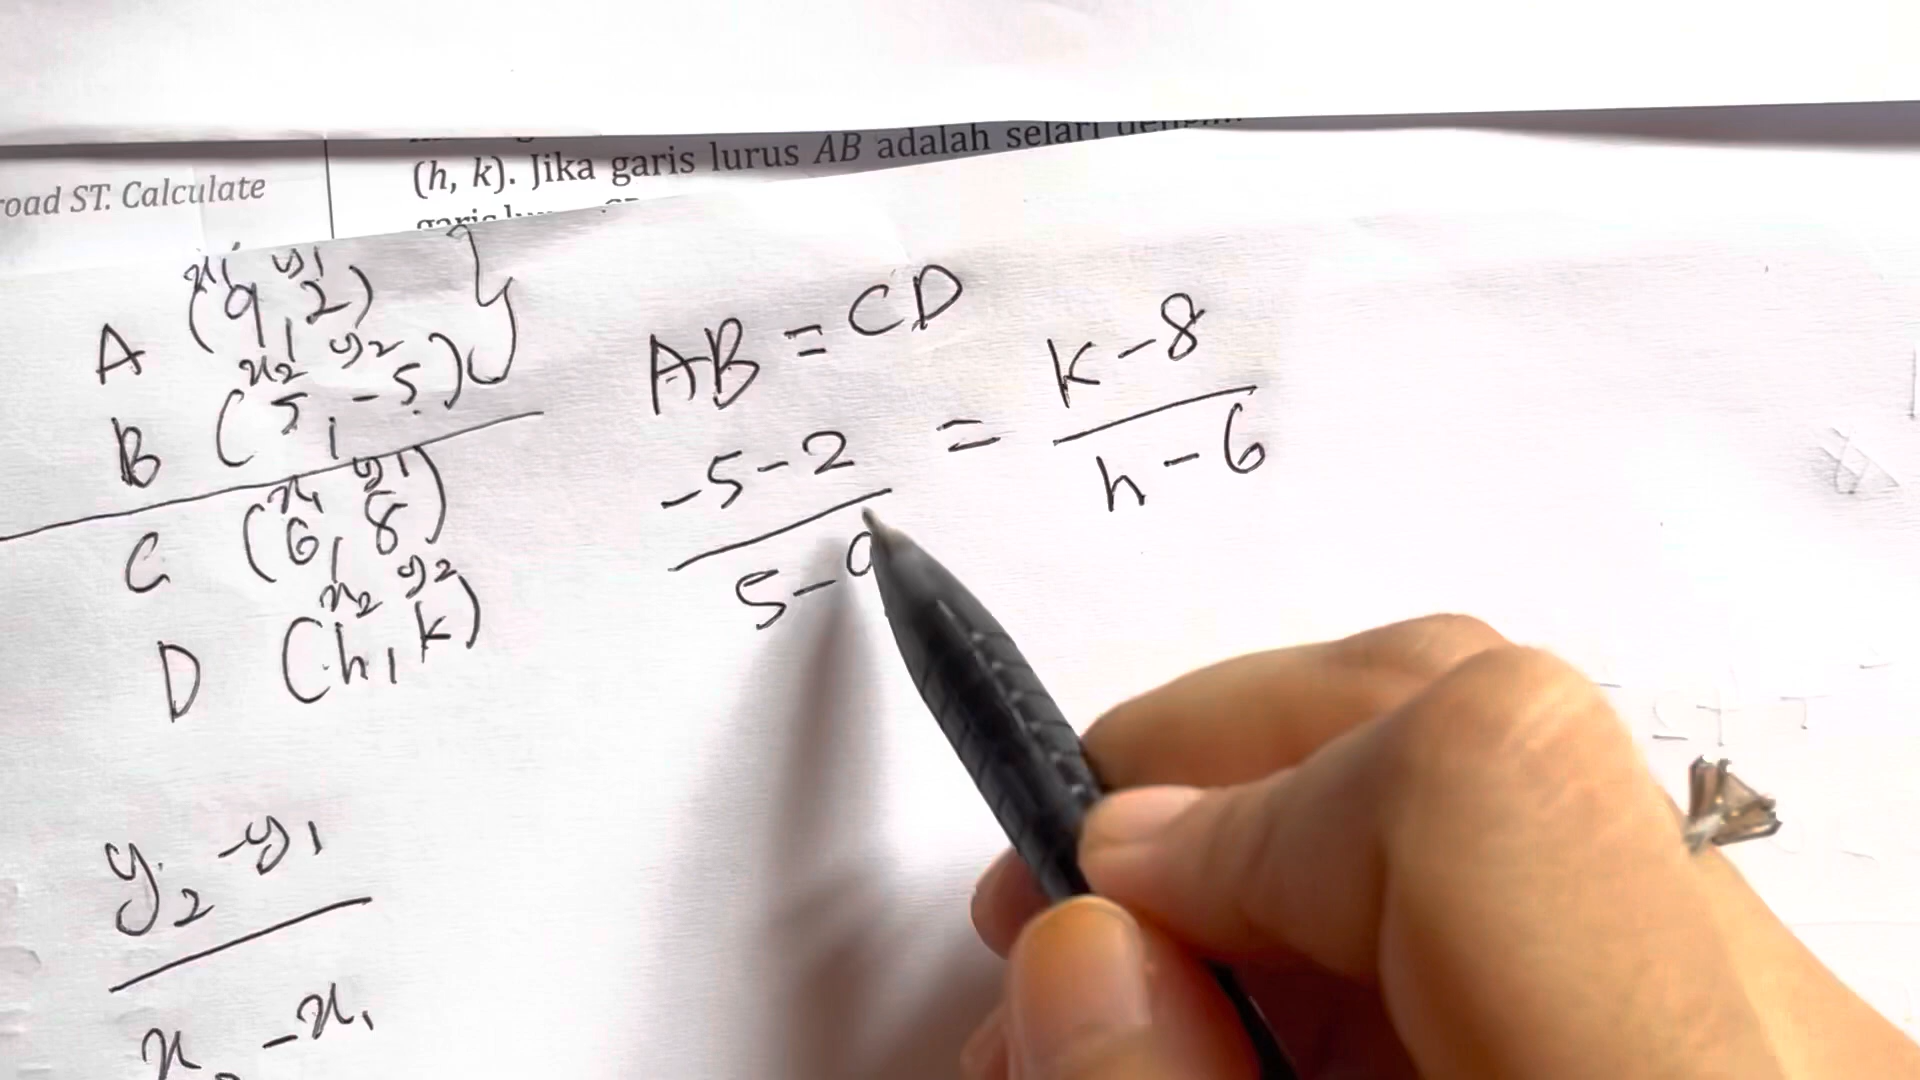 road ST. Calculate
(h, k). Jika garis lurus AB adalah selari
x1 y1
A (9, 2)
x2 y2
B (5, -5)
x1 y1
C (6, 8)
x2 y2
D (h, k)
y2 - y1
x2 - x1
AB = CD
-5-2 = K-8
5-9 h-6